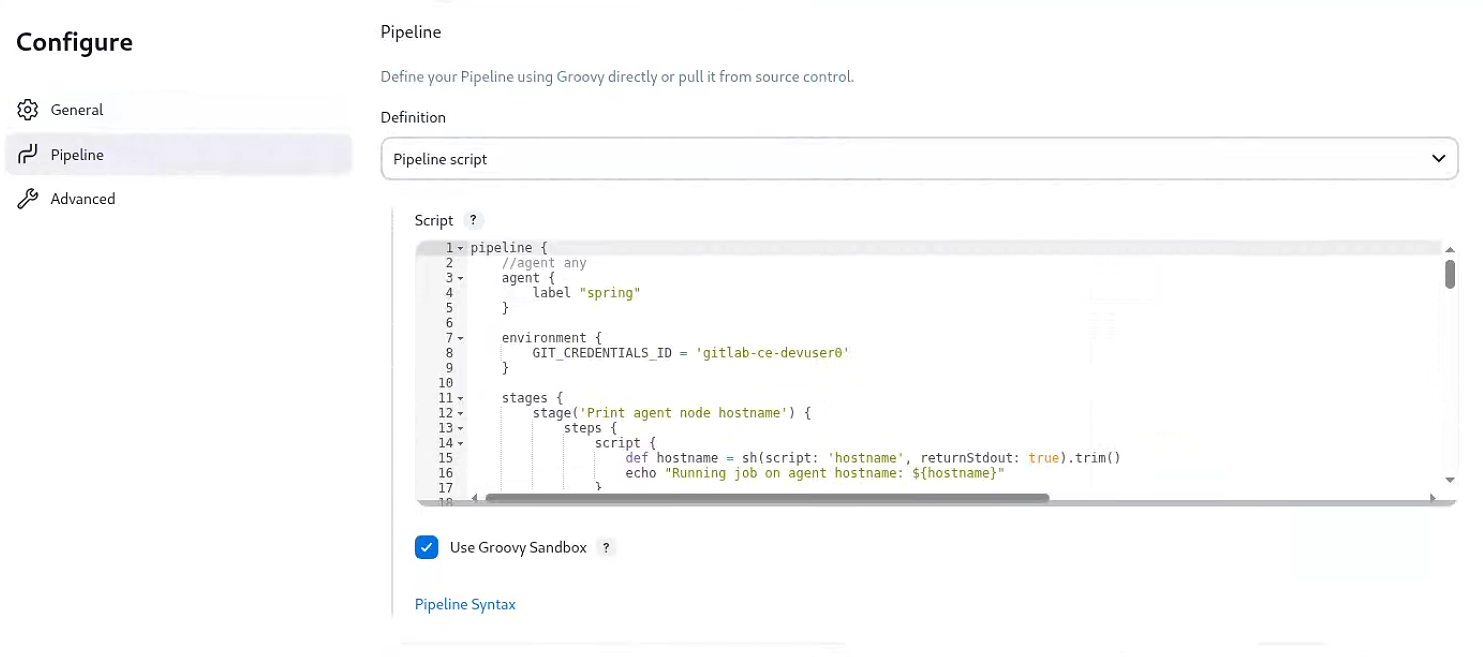 Configure
General
Pipeline
Advanced
Pipeline
Define your Pipeline using Groovy directly or pull it from source control.
Definition
Pipeline script
Script ?
1 pipeline {
2     //agent any
3     agent {
4         label "spring"
5     }
6
7     environment {
8         GIT_CREDENTIALS_ID = 'gitlab-ce-devuser0'
9     }
10
11     stages {
12         stage('Print agent node hostname') {
13             steps {
14                 script {
15                     def hostname = sh(script: 'hostname', returnStdout: true).trim()
16                     echo "Running job on agent hostname: ${hostname}"
17                 }
18
Use Groovy Sandbox ?
Pipeline Syntax